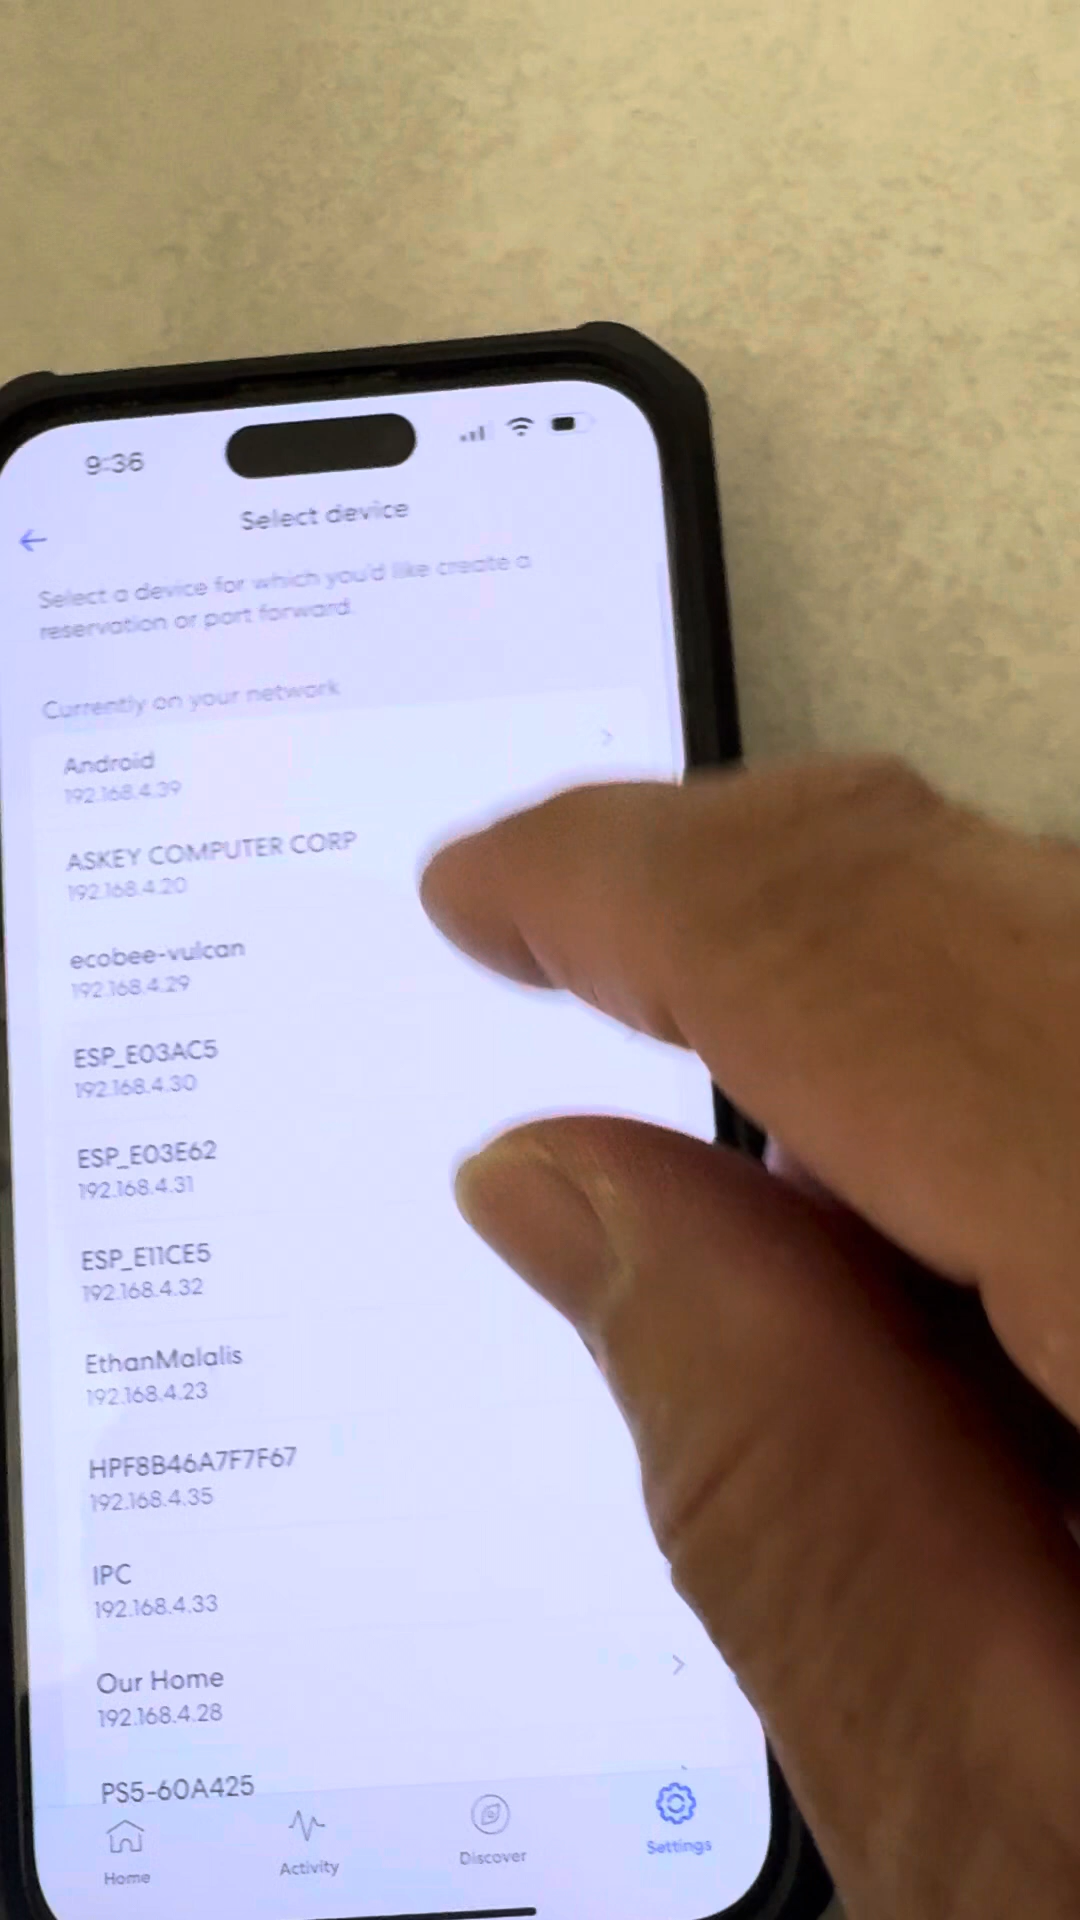 9:36
Select device
Select a device for which you'd like create a
reservation or port forward.
Currently on your network
Android
192.168.4.39
ASKEY COMPUTER CORP
192.168.4.20
ecobee-vulcan
192.168.4.29
ESP_E03AC5
192.168.4.30
ESP_E03E62
192.168.4.31
ESP_E11CE5
192.168.4.32
EthanMalalis
192.168.4.23
HPF8B46A7F7F67
192.168.4.35
IPC
192.168.4.33
Our Home
192.168.4.28
PS5-60A425
Home
Activity
Discover
Settings